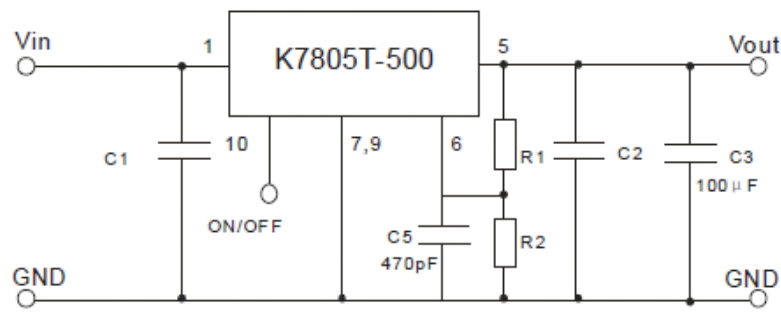 Vin
1
K7805T-500
5
Vout
C1
10
7,9
6
R1
C2
C3
100μF
ON/OFF
C5
470pF
R2
GND
GND